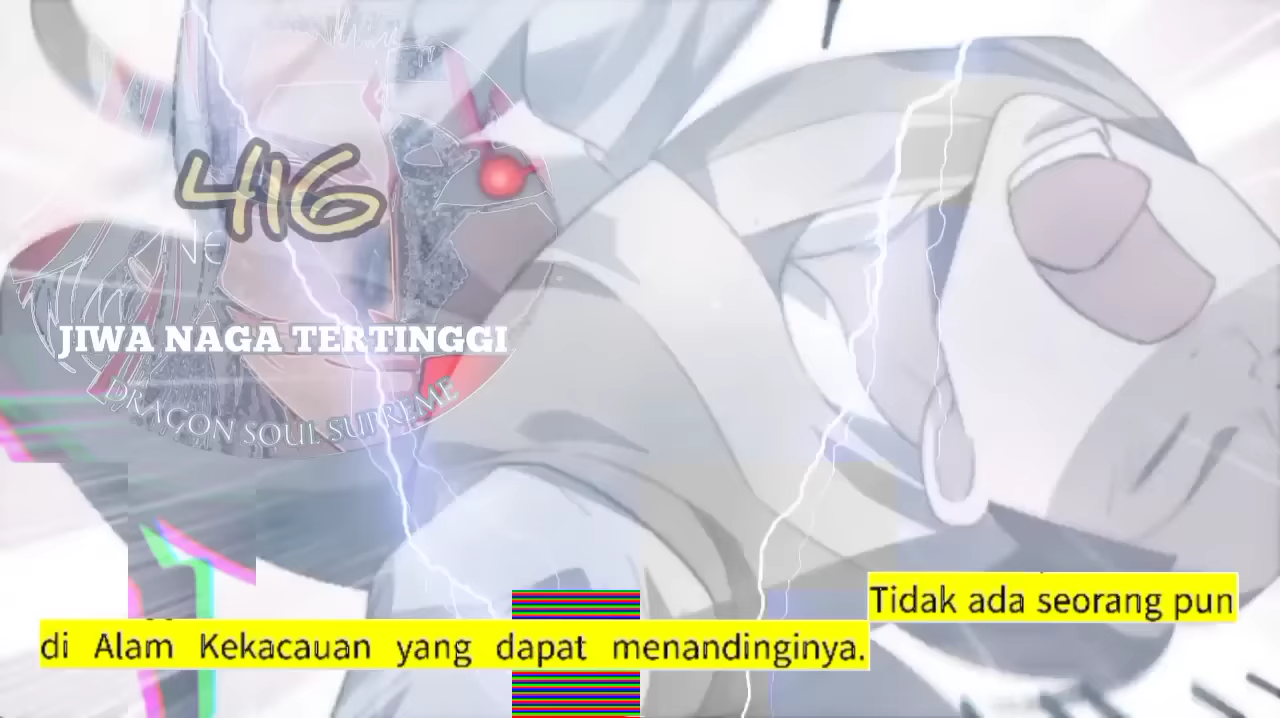 416
JIWA NAGA TERTINGGI
DRAGON SOUL SUPREME
Tidak ada seorang pun
di Alam Kekacauan yang dapat menandinginya.